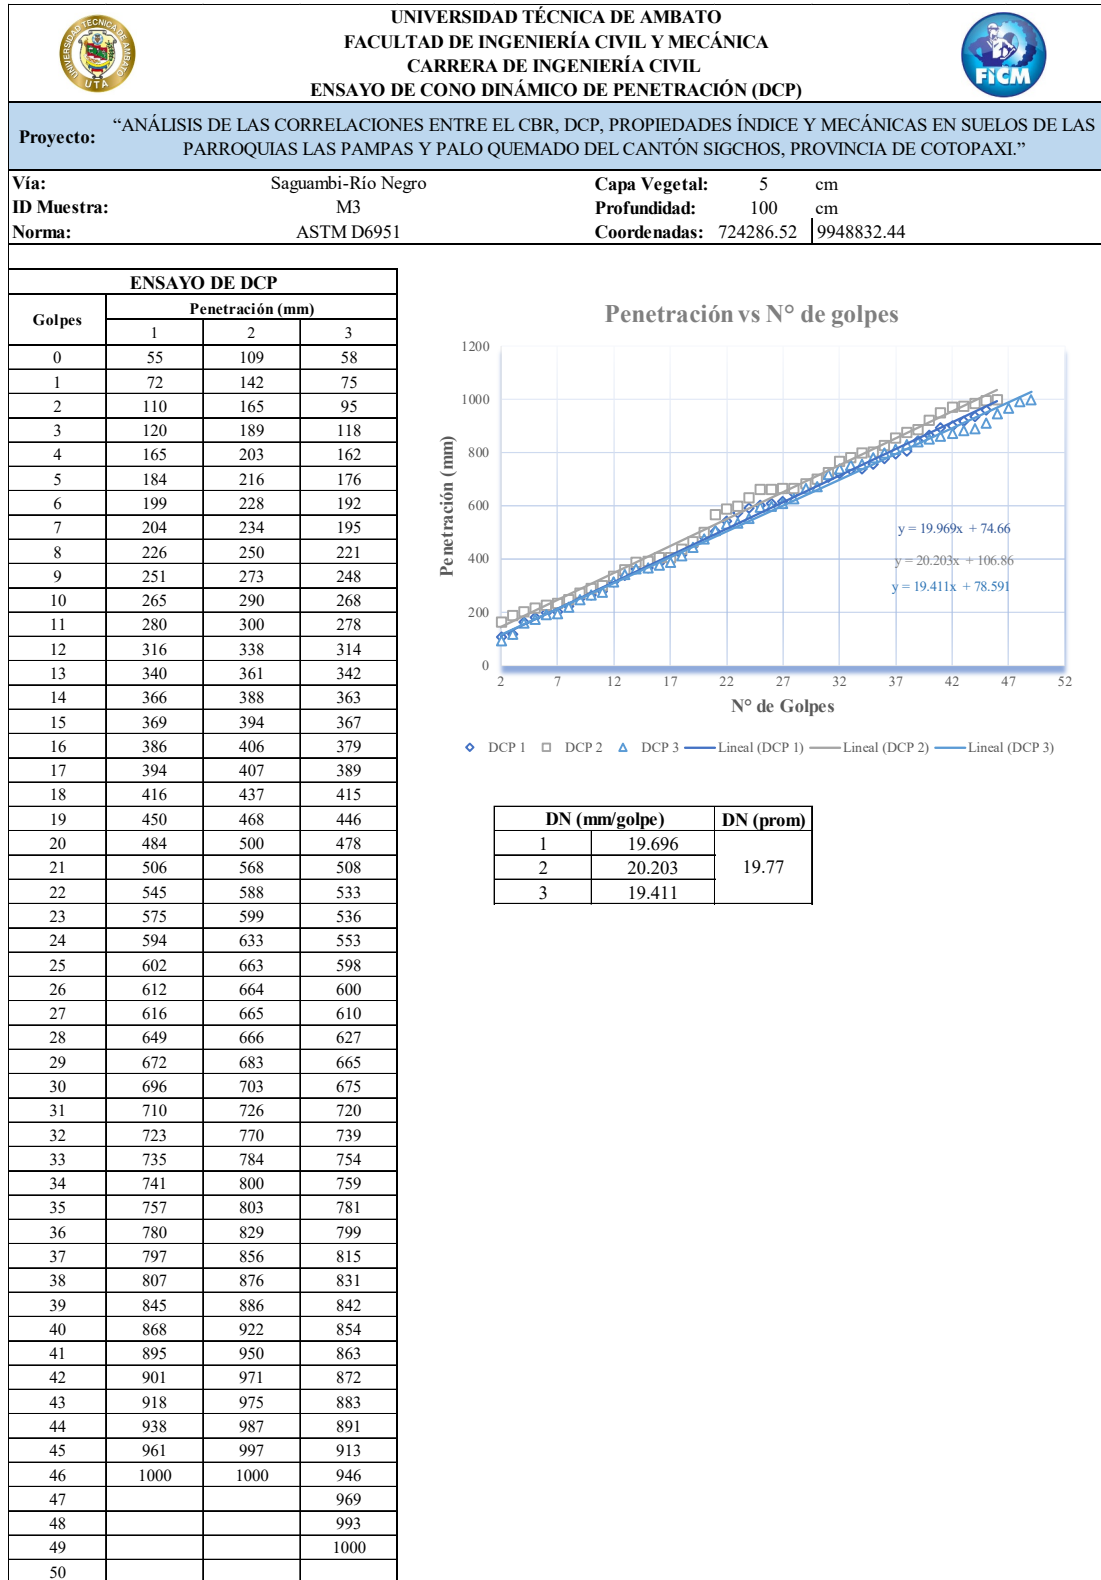 UNIVERSIDAD TÉCNICA DE AMBATO
FACULTAD DE INGENIERÍA CIVIL Y MECÁNICA
CARRERA DE INGENIERÍA CIVIL
ENSAYO DE CONO DINÁMICO DE PENETRACIÓN (DCP)
UNIVERSIDAD TECNICA DE AMBATO
UTA
FICM
Proyecto: “ANÁLISIS DE LAS CORRELACIONES ENTRE EL CBR, DCP, PROPIEDADES ÍNDICE Y MECÁNICAS EN SUELOS DE LAS
PARROQUIAS LAS PAMPAS Y PALO QUEMADO DEL CANTÓN SIGCHOS, PROVINCIA DE COTOPAXI.”
Vía: Saguambi-Río Negro Capa Vegetal: 5 cm
ID Muestra: M3 Profundidad: 100 cm
Norma: ASTM D6951 Coordenadas: 724286.52 9948832.44
ENSAYO DE DCP
Golpes Penetración (mm)
1 2 3
0 55 109 58
1 72 142 75
2 110 165 95
3 120 189 118
4 165 203 162
5 184 216 176
6 199 228 192
7 204 234 195
8 226 250 221
9 251 273 248
10 265 290 268
11 280 300 278
12 316 338 314
13 340 361 342
14 366 388 363
15 369 394 367
16 386 406 379
17 394 407 389
18 416 437 415
19 450 468 446
20 484 500 478
21 506 568 508
22 545 588 533
23 575 599 536
24 594 633 553
25 602 663 598
26 612 664 600
27 616 665 610
28 649 666 627
29 672 683 665
30 696 703 675
31 710 726 720
32 723 770 739
33 735 784 754
34 741 800 759
35 757 803 781
36 780 829 799
37 797 856 815
38 807 876 831
39 845 886 842
40 868 922 854
41 895 950 863
42 901 971 872
43 918 975 883
44 938 987 891
45 961 997 913
46 1000 1000 946
47 969
48 993
49 1000
50
Penetración vs N° de golpes
Penetración (mm)
1200
1000
800
600
400
200
0
y = 19.969x + 74.66
y = 20.203x + 106.86
y = 19.411x + 78.591
2 7 12 17 22 27 32 37 42 47 52
N° de Golpes
DCP 1 DCP 2 DCP 3 Lineal (DCP 1) Lineal (DCP 2) Lineal (DCP 3)
DN (mm/golpe) DN (prom)
1 19.696
2 20.203 19.77
3 19.411